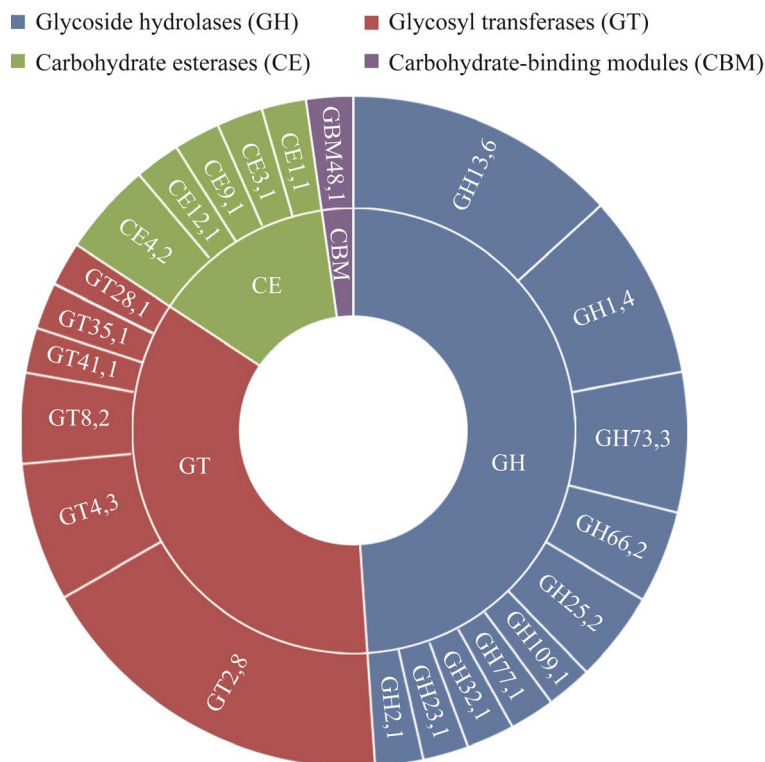 Glycoside hydrolases (GH)
Glycosyl transferases (GT)
Carbohydrate esterases (CE)
Carbohydrate-binding modules (CBM)
GH13,6
GH1,4
GH73,3
GH66,2
GH25,2
GH109,1
GH77,1
GH32,1
GH23,1
GH2,1
GT2,8
GT4,3
GT8,2
GT41,1
GT35,1
GT28,1
CE4,2
CE12,1
CE9,1
CE3,1
CE1,1
GBM48,1
CBM
CE
GT
GH